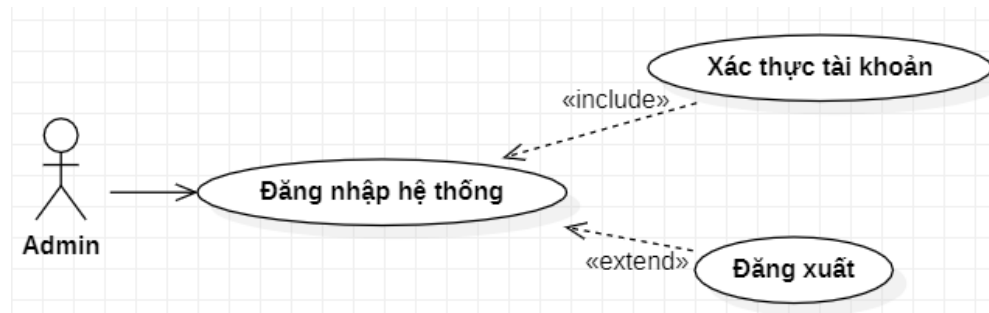 Xác thực tài khoản
«include»
Đăng nhập hệ thống
Admin
«extend»
Đăng xuất